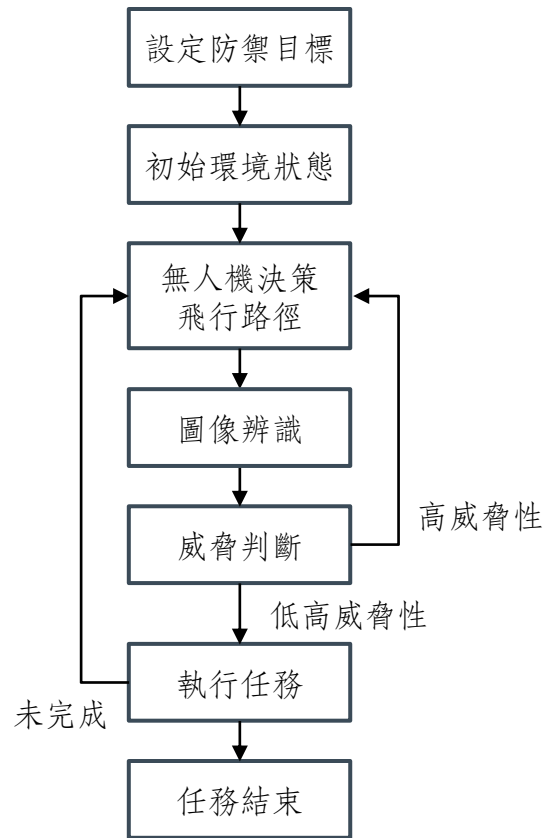 設定防禦目標
初始環境狀態
無人機決策
飛行路徑
圖像辨識
威脅判斷
高威脅性
低高威脅性
執行任務
未完成
任務結束